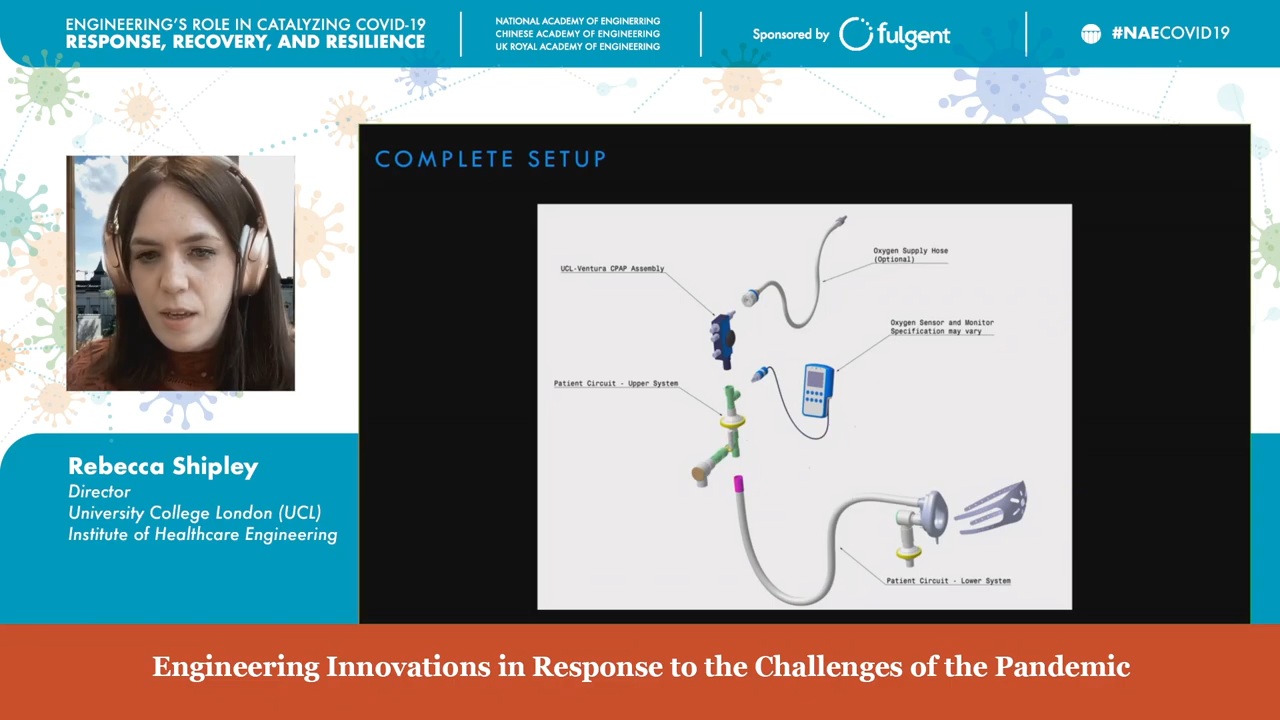 ENGINEERING'S ROLE IN CATALYZING COVID-19
RESPONSE, RECOVERY, AND RESILIENCE
NATIONAL ACADEMY OF ENGINERRING
CHINESE ACADEMY OF ENGINEERING
UK ROYAL ACADEMY OF ENGINEERING
Sponsored by fulgent
#NAECOVID19
COMPLETE SETUP
Oxygen Supply Hose
(Optional)
UCL-Ventura CPAP Assembly
Oxygen Sensor and Monitor
Specification may vary
Patient Circuit - Upper System
Patient Circuit - Lower System
Rebecca Shipley
Director
University College London (UCL)
Institute of Healthcare Engineering
Engineering Innovations in Response to the Challenges of the Pandemic